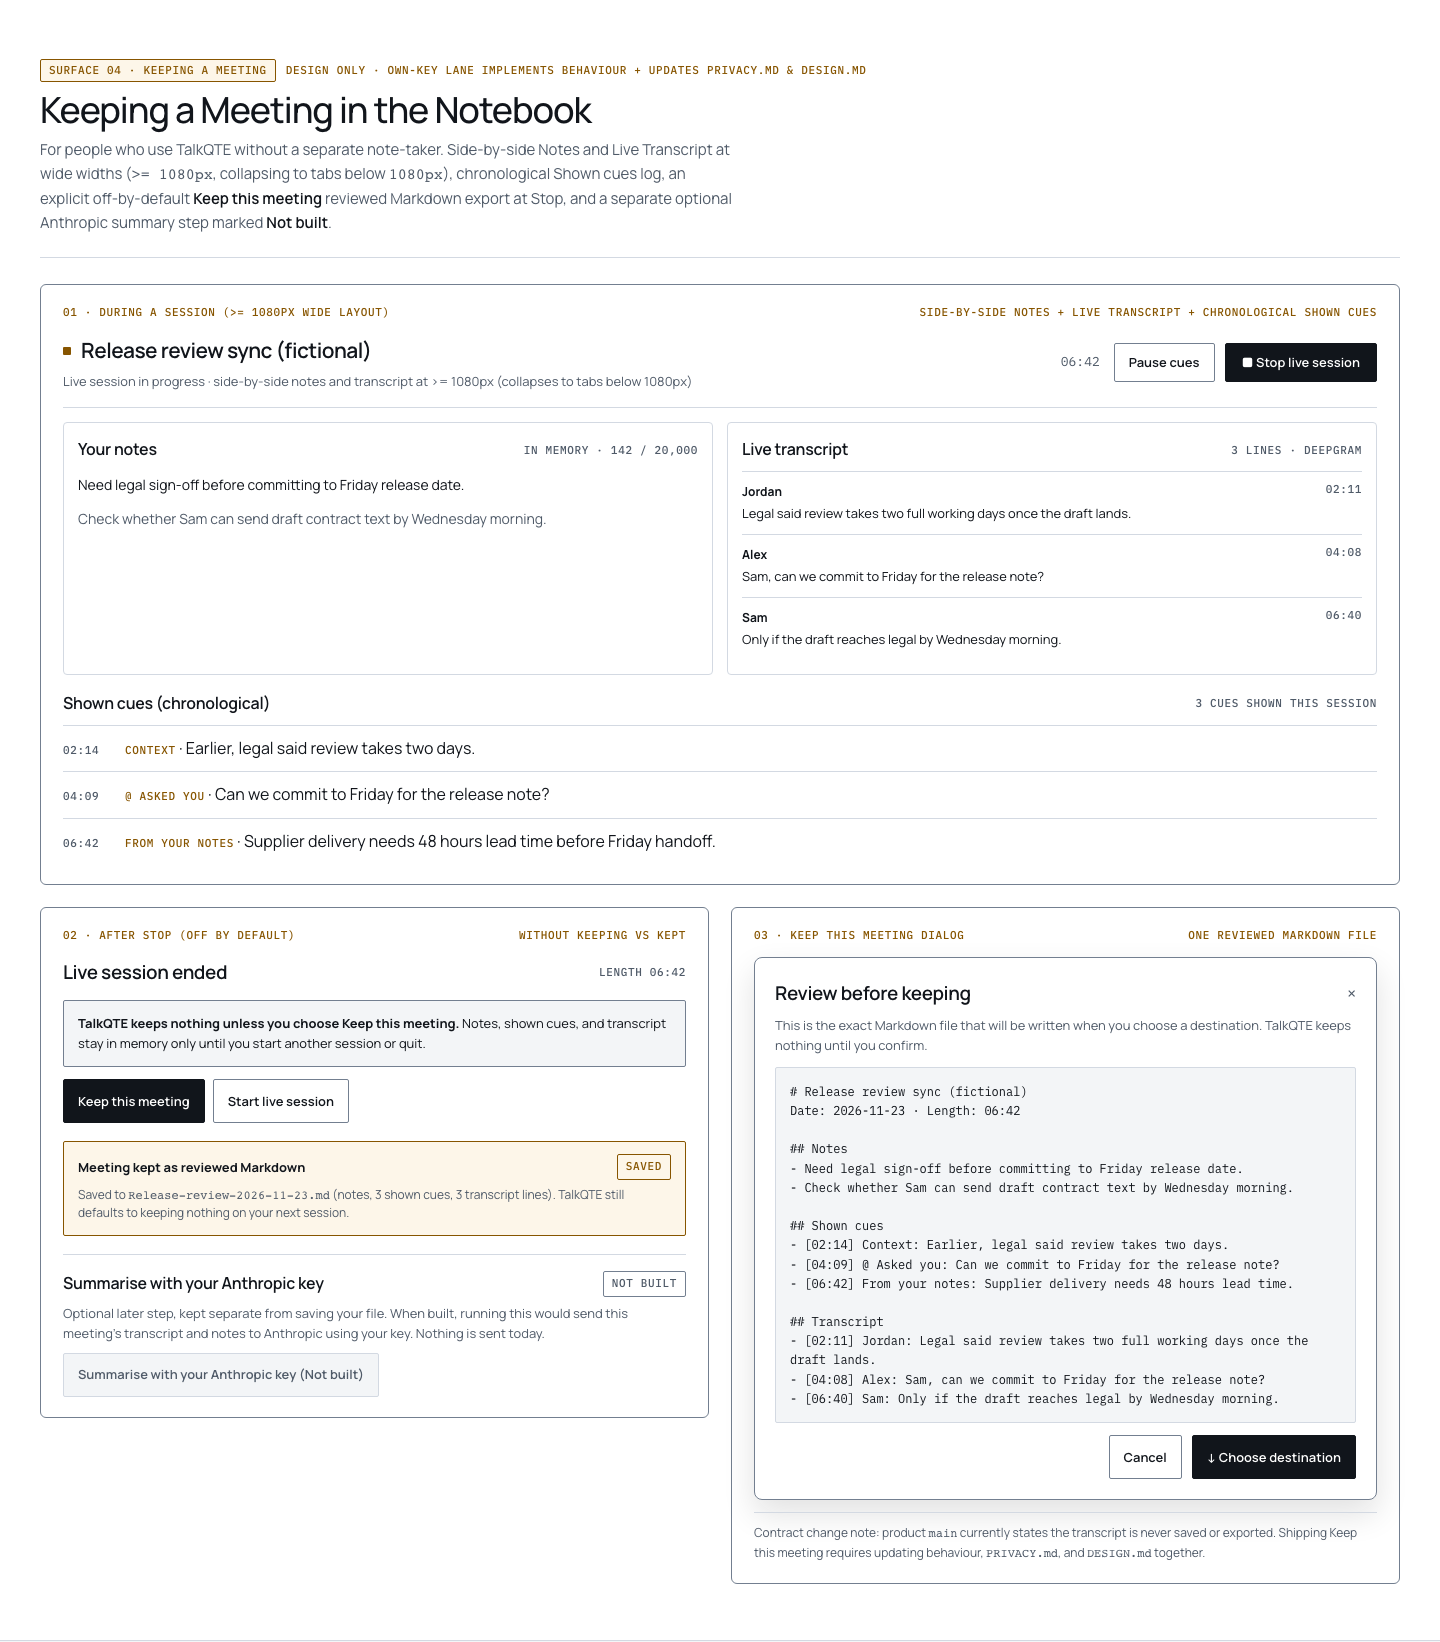 SURFACE 04 · KEEPING A MEETING DESIGN ONLY · OWN-KEY LANE IMPLEMENTS BEHAVIOUR + UPDATES PRIVACY.MD & DESIGN.MD
Keeping a Meeting in the Notebook
For people who use TalkQTE without a separate note-taker. Side-by-side Notes and Live Transcript at
wide widths (>= 1080px, collapsing to tabs below 1080px), chronological Shown cues log, an
explicit off-by-default Keep this meeting reviewed Markdown export at Stop, and a separate optional
Anthropic summary step marked Not built.
01 · DURING A SESSION (>= 1080PX WIDE LAYOUT) SIDE-BY-SIDE NOTES + LIVE TRANSCRIPT + CHRONOLOGICAL SHOWN CUES
Release review sync (fictional)
Live session in progress · side-by-side notes and transcript at >= 1080px (collapses to tabs below 1080px)
06:42 Pause cues Stop live session
Your notes IN MEMORY · 142 / 20,000
Need legal sign-off before committing to Friday release date.
Check whether Sam can send draft contract text by Wednesday morning.
Live transcript 3 LINES · DEEPGRAM
Jordan 02:11
Legal said review takes two full working days once the draft lands.
Alex 04:08
Sam, can we commit to Friday for the release note?
Sam 06:40
Only if the draft reaches legal by Wednesday morning.
Shown cues (chronological) 3 CUES SHOWN THIS SESSION
02:14 CONTEXT · Earlier, legal said review takes two days.
04:09 @ ASKED YOU · Can we commit to Friday for the release note?
06:42 FROM YOUR NOTES · Supplier delivery needs 48 hours lead time before Friday handoff.
02 · AFTER STOP (OFF BY DEFAULT) WITHOUT KEEPING VS KEPT
Live session ended LENGTH 06:42
TalkQTE keeps nothing unless you choose Keep this meeting. Notes, shown cues, and transcript
stay in memory only until you start another session or quit.
Keep this meeting Start live session
Meeting kept as reviewed Markdown SAVED
Saved to Release-review-2026-11-23.md (notes, 3 shown cues, 3 transcript lines). TalkQTE still
defaults to keeping nothing on your next session.
Summarise with your Anthropic key NOT BUILT
Optional later step, kept separate from saving your file. When built, running this would send this
meeting's transcript and notes to Anthropic using your key. Nothing is sent today.
Summarise with your Anthropic key (Not built)
03 · KEEP THIS MEETING DIALOG ONE REVIEWED MARKDOWN FILE
Review before keeping ×
This is the exact Markdown file that will be written when you choose a destination. TalkQTE keeps
nothing until you confirm.
# Release review sync (fictional)
Date: 2026-11-23 · Length: 06:42
## Notes
- Need legal sign-off before committing to Friday release date.
- Check whether Sam can send draft contract text by Wednesday morning.
## Shown cues
- [02:14] Context: Earlier, legal said review takes two days.
- [04:09] @ Asked you: Can we commit to Friday for the release note?
- [06:42] From your notes: Supplier delivery needs 48 hours lead time.
## Transcript
- [02:11] Jordan: Legal said review takes two full working days once the
draft lands.
- [04:08] Alex: Sam, can we commit to Friday for the release note?
- [06:40] Sam: Only if the draft reaches legal by Wednesday morning.
Cancel ↓ Choose destination
Contract change note: product main currently states the transcript is never saved or exported. Shipping Keep
this meeting requires updating behaviour, PRIVACY.md, and DESIGN.md together.